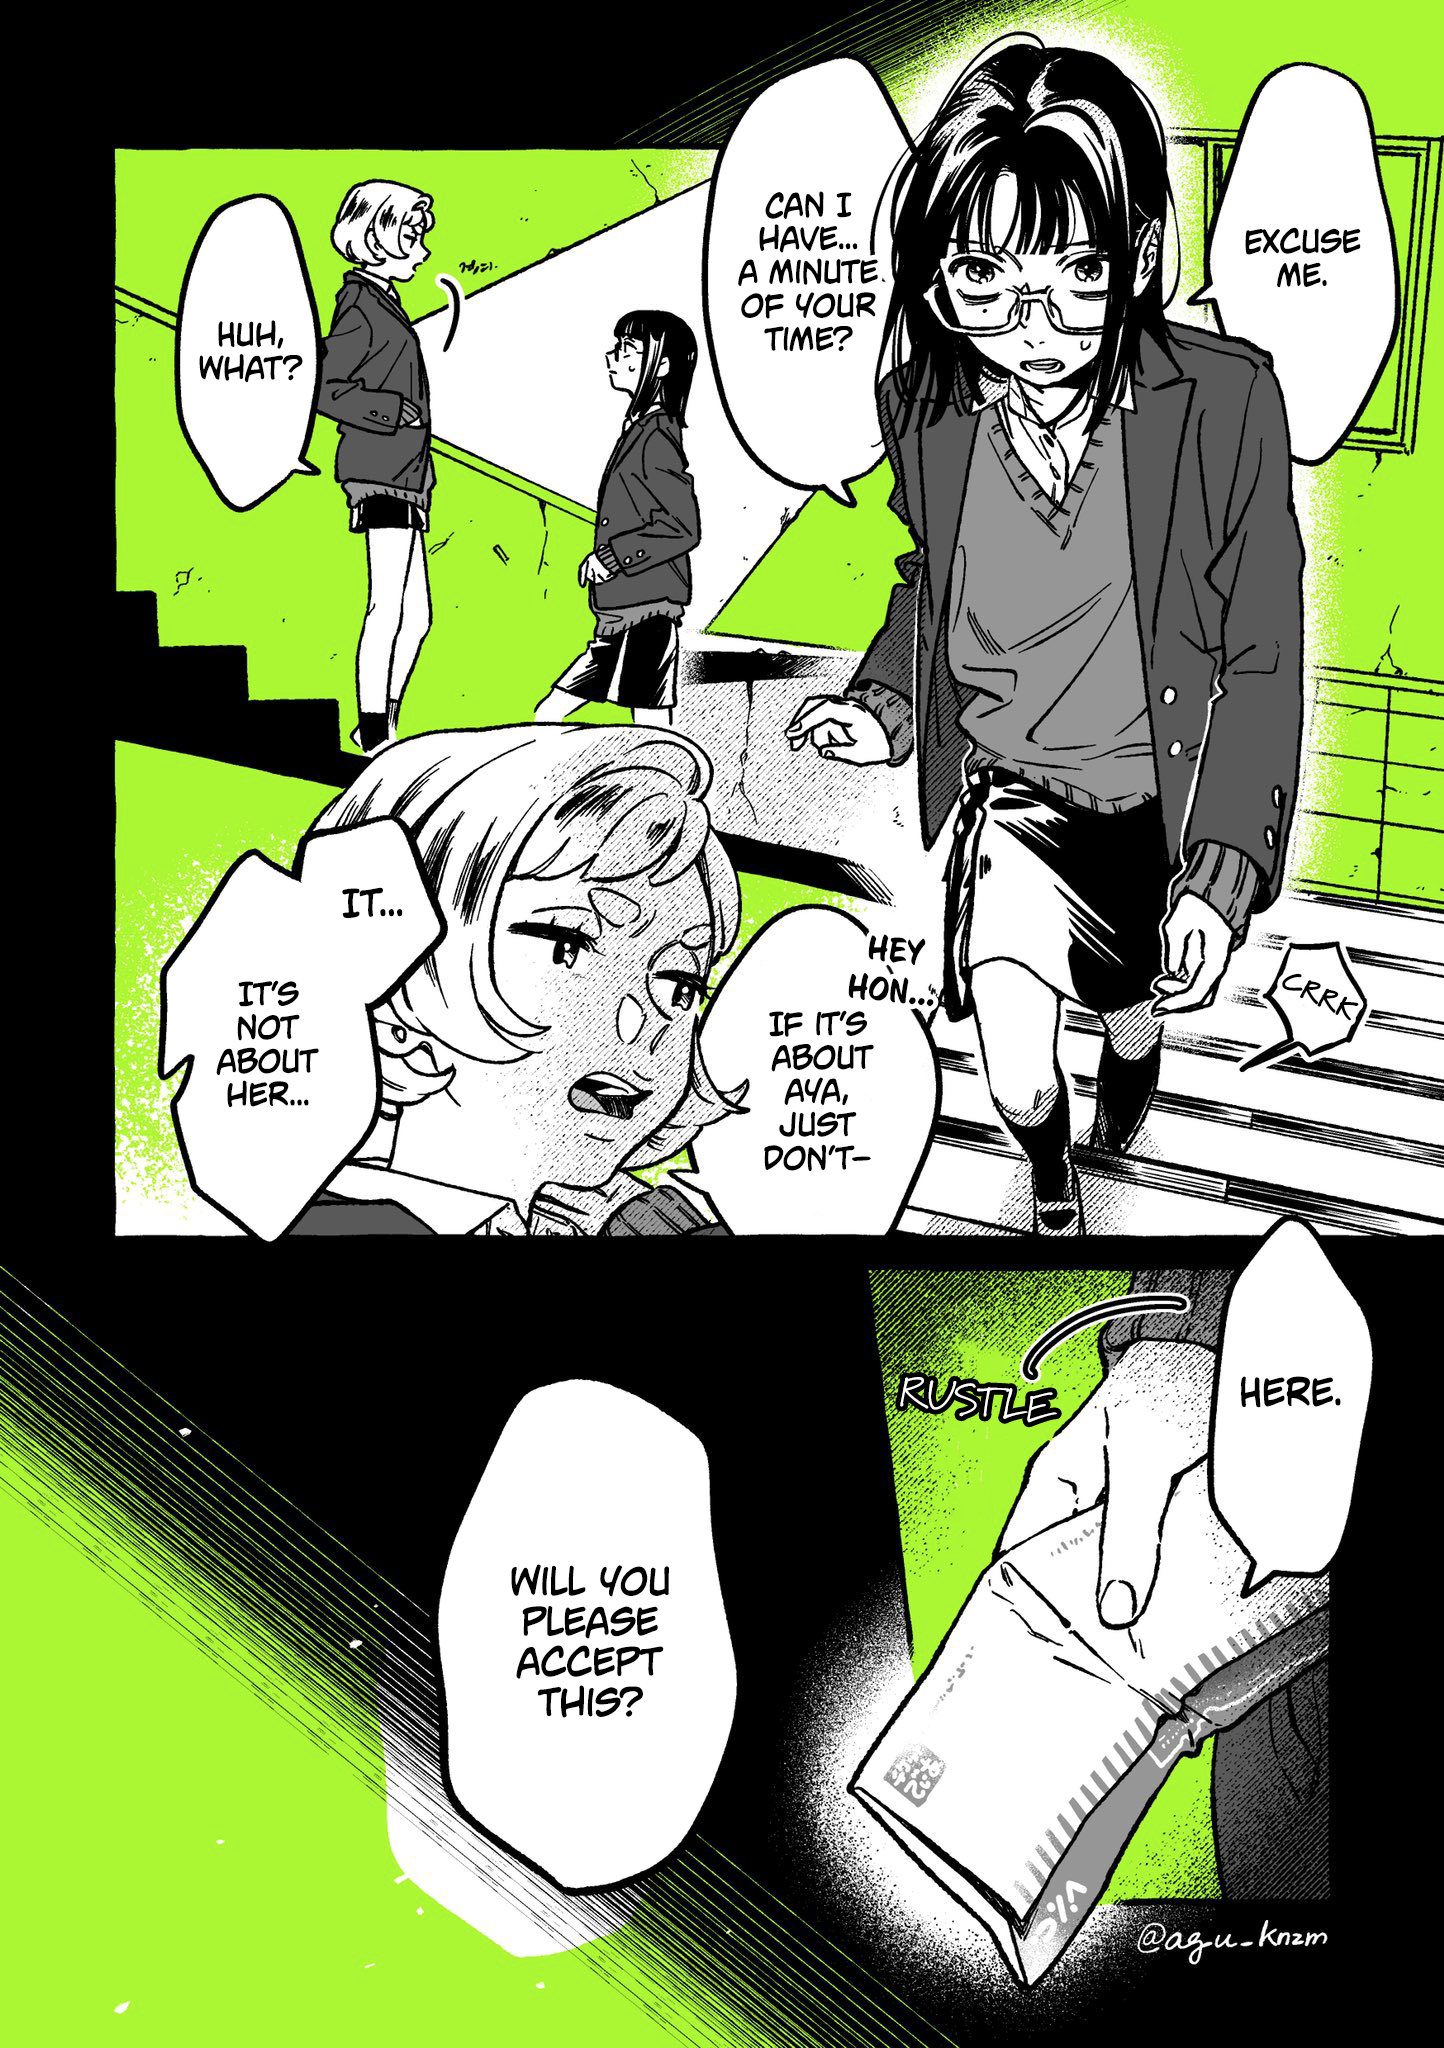 EXCUSE
ME.
CAN I
HAVE...
A MINUTE
OF YOUR
TIME?
HUH,
WHAT?
CRRK
HEY
HON...
IF IT'S
ABOUT
AYA,
JUST
DON'T-
IT...
IT'S
NOT
ABOUT
HER...
HERE.
RUSTLE
WILL YOU
PLEASE
ACCEPT
THIS?
@agu_knzm